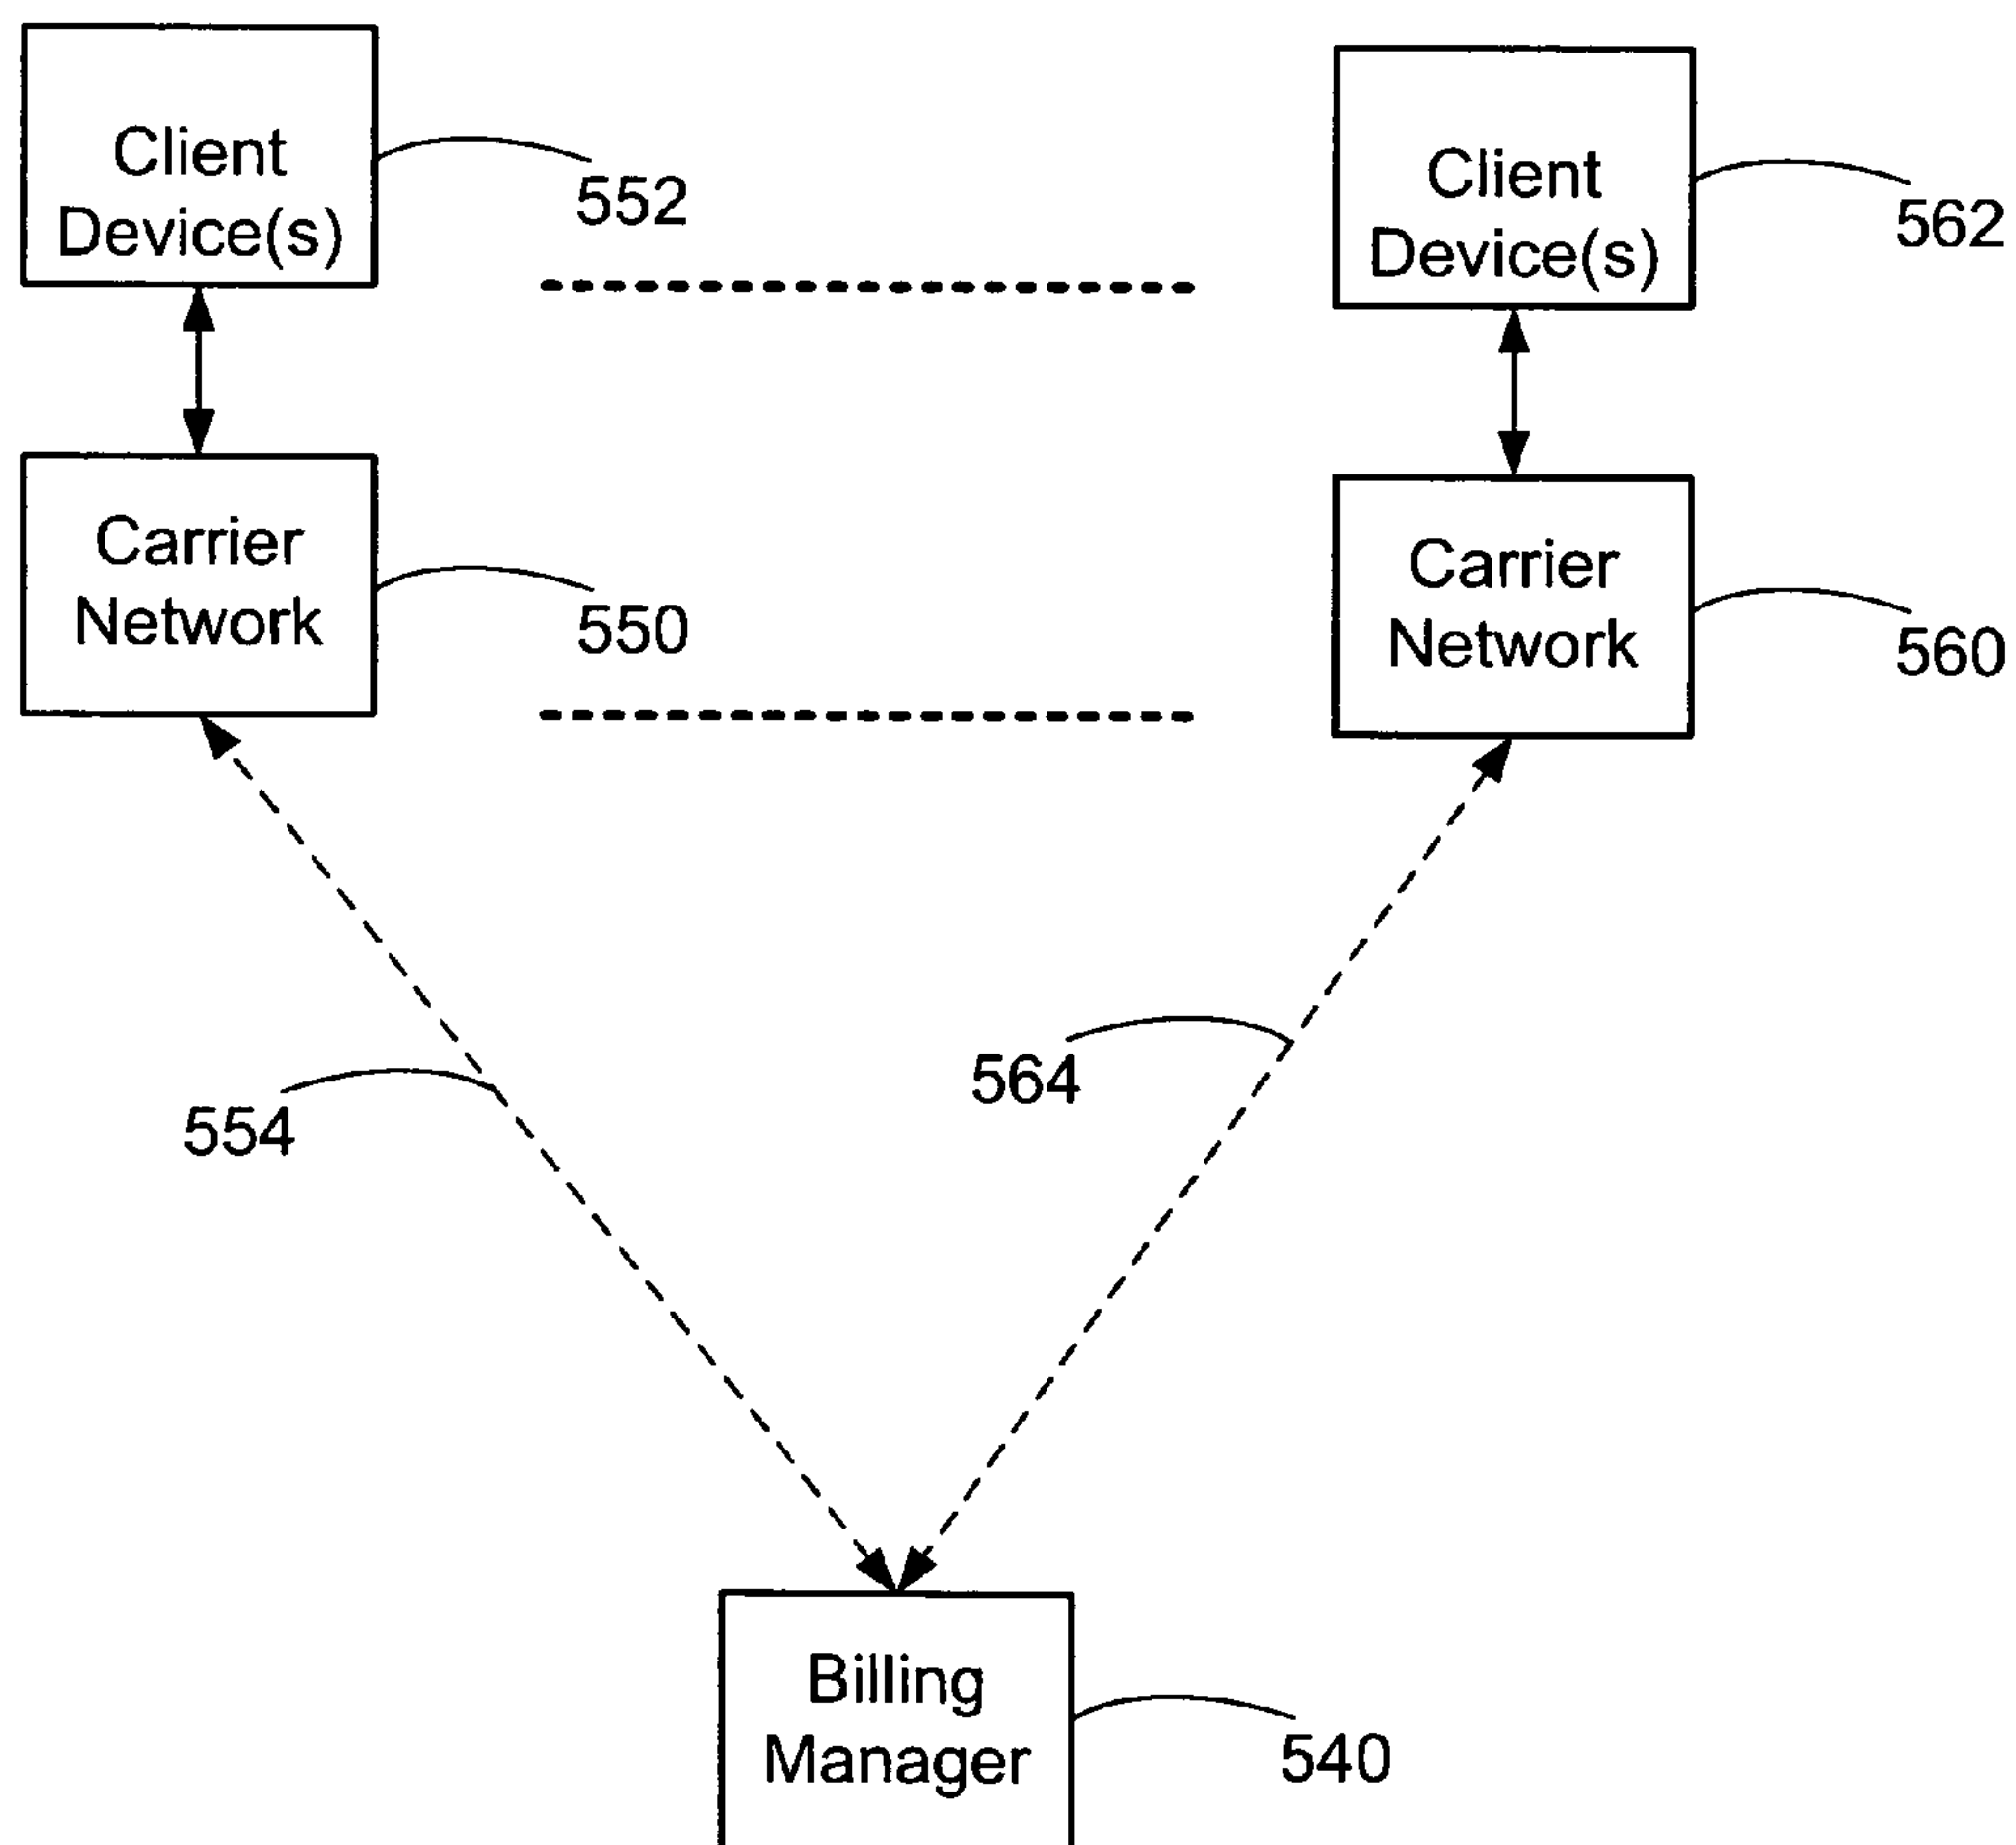 Client
Device(s)
552
Client
Device(s)
562
Carrier
Network
550
Carrier
Network
560
554
564
Billing
Manager
540